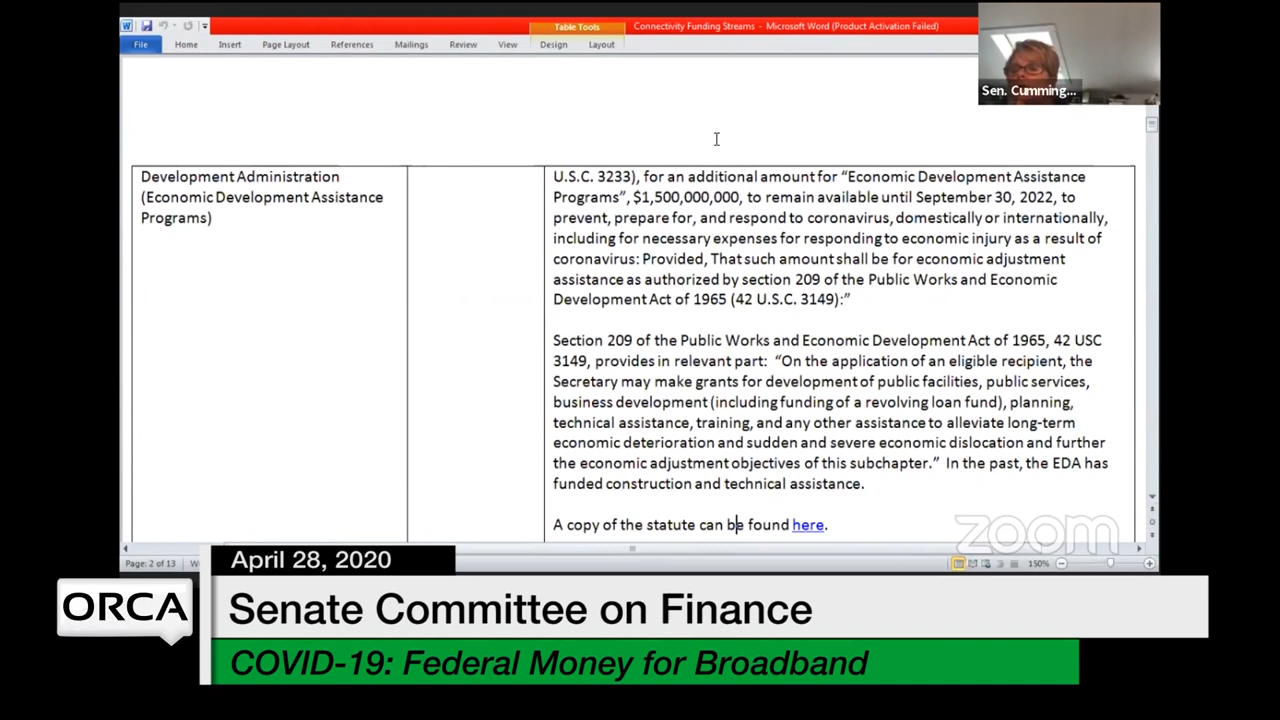 Table Tools
Connectivity Funding Streams - Microsoft Word (Product Activation Failed)
File Home Insert Page Layout References Mailings Review View Design Layout
Sen. Cumming...
Development Administration
(Economic Development Assistance
Programs)
U.S.C. 3233), for an additional amount for “Economic Development Assistance
Programs”, $1,500,000,000, to remain available until September 30, 2022, to
prevent, prepare for, and respond to coronavirus, domestically or internationally,
including for necessary expenses for responding to economic injury as a result of
coronavirus: Provided, That such amount shall be for economic adjustment
assistance as authorized by section 209 of the Public Works and Economic
Development Act of 1965 (42 U.S.C. 3149):”
Section 209 of the Public Works and Economic Development Act of 1965, 42 USC
3149, provides in relevant part:  “On the application of an eligible recipient, the
Secretary may make grants for development of public facilities, public services,
business development (including funding of a revolving loan fund), planning,
technical assistance, training, and any other assistance to alleviate long-term
economic deterioration and sudden and severe economic dislocation and further
the economic adjustment objectives of this subchapter.”  In the past, the EDA has
funded construction and technical assistance.
A copy of the statute can be found here.
zoom
Page: 2 of 13
150%
April 28, 2020
ORCA
Senate Committee on Finance
COVID-19: Federal Money for Broadband